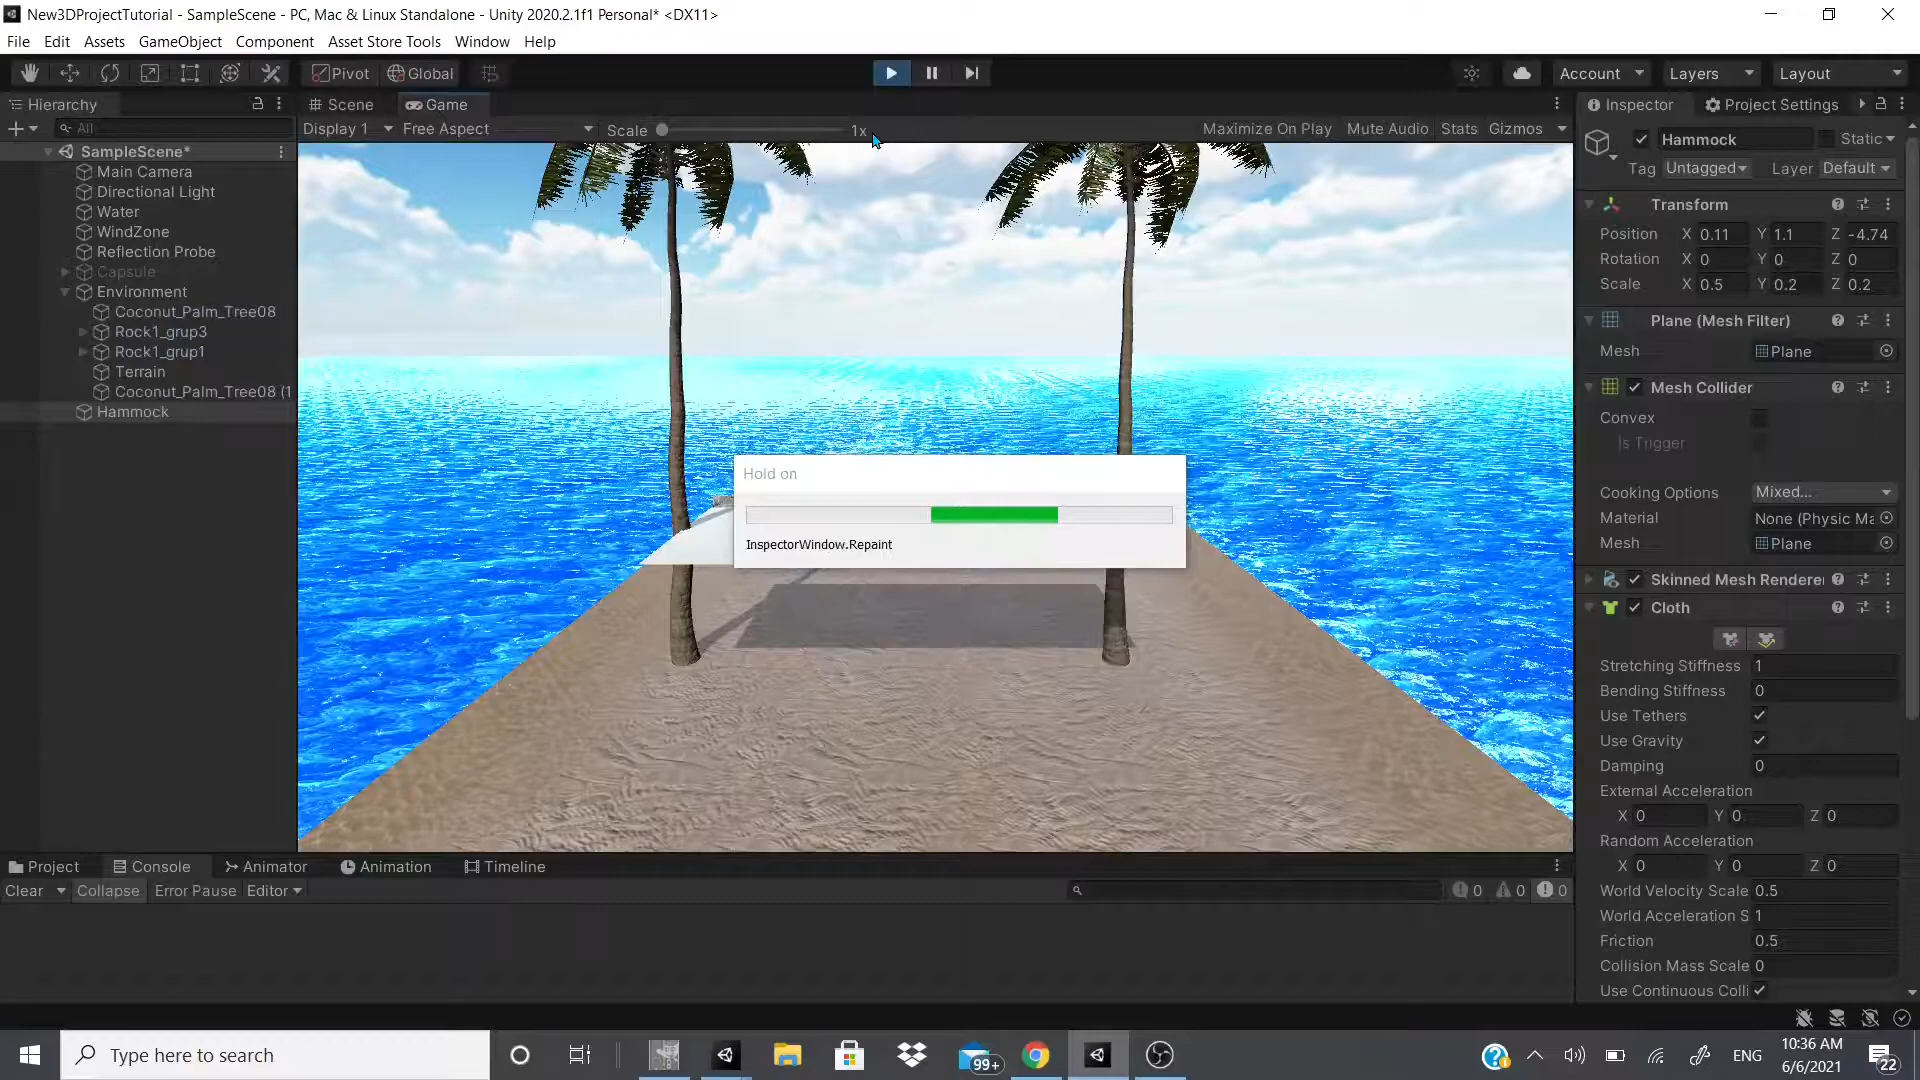 New3DProjectTutorial - SampleScene - PC, Mac & Linux Standalone - Unity 2020.2.1f1 Personal* <DX11>
File Edit Assets GameObject Component Asset Store Tools Window Help
Pivot Global Account Layers Layout
Hierarchy Scene Game Inspector Project Settings
All Display 1 Free Aspect Scale 1x Maximize On Play Mute Audio Stats Gizmos
Hammock Static
Tag Untagged Layer Default
SampleScene*
Main Camera
Directional Light
Water
WindZone
Reflection Probe
Capsule
Environment
Coconut_Palm_Tree08
Rock1_grup3
Rock1_grup1
Terrain
Coconut_Palm_Tree08 (1
Hammock
Hold on
InspectorWindow.Repaint
Transform
Position X 0.11 Y 1.1 Z -4.74
Rotation X 0 Y 0 Z 0
Scale X 0.5 Y 0.2 Z 0.2
Plane (Mesh Filter)
Mesh Plane
Mesh Collider
Convex
Is Trigger
Cooking Options Mixed...
Material None (Physic Ma
Mesh Plane
Skinned Mesh Renderer
Cloth
Stretching Stiffness 1
Bending Stiffness 0
Use Tethers
Use Gravity
Damping 0
External Acceleration
X 0 Y 0 Z 0
Random Acceleration
X 0 Y 0 Z 0
World Velocity Scale 0.5
World Acceleration S 1
Friction 0.5
Collision Mass Scale 0
Use Continuous Colli
Project Console Animator Animation Timeline
Clear Collapse Error Pause Editor 0 0 0
Type here to search 99+ ENG 10:36 AM
6/6/2021 22